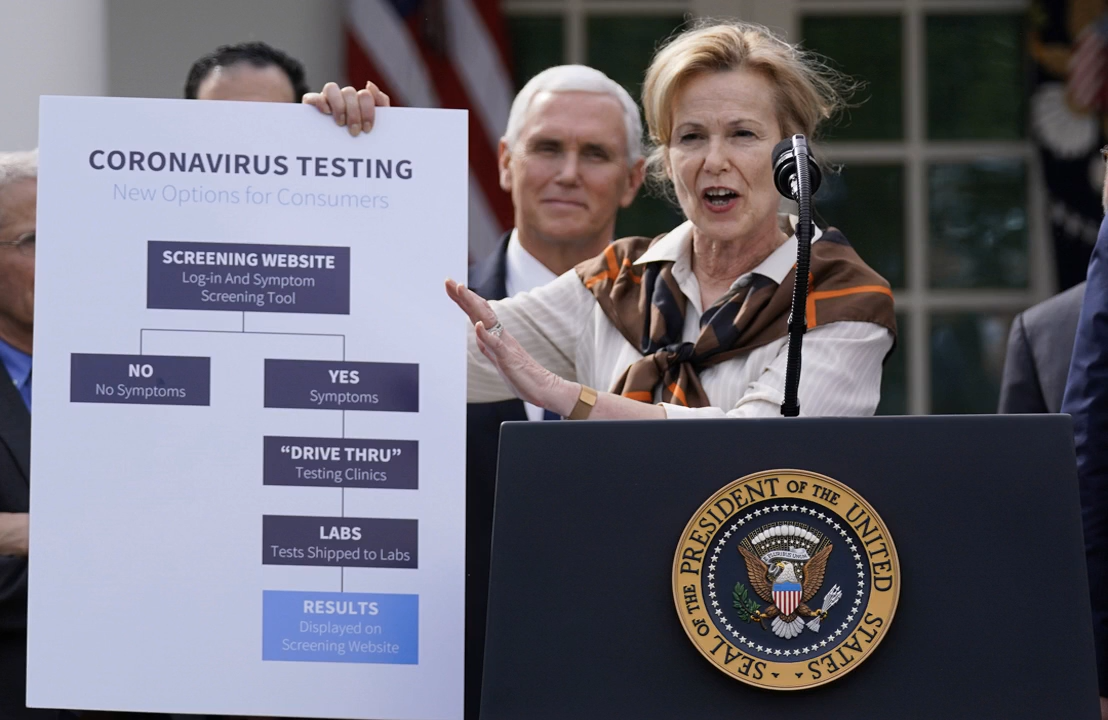 CORONAVIRUS TESTING
New Options for Consumers
SCREENING WEBSITE
Log-in And Symptom
Screening Tool
NO
No Symptoms
YES
Symptoms
“DRIVE THRU”
Testing Clinics
LABS
Tests Shipped to Labs
RESULTS
Displayed on
Screening Website
SEAL OF THE PRESIDENT OF THE UNITED STATES
E PLURIBUS UNUM